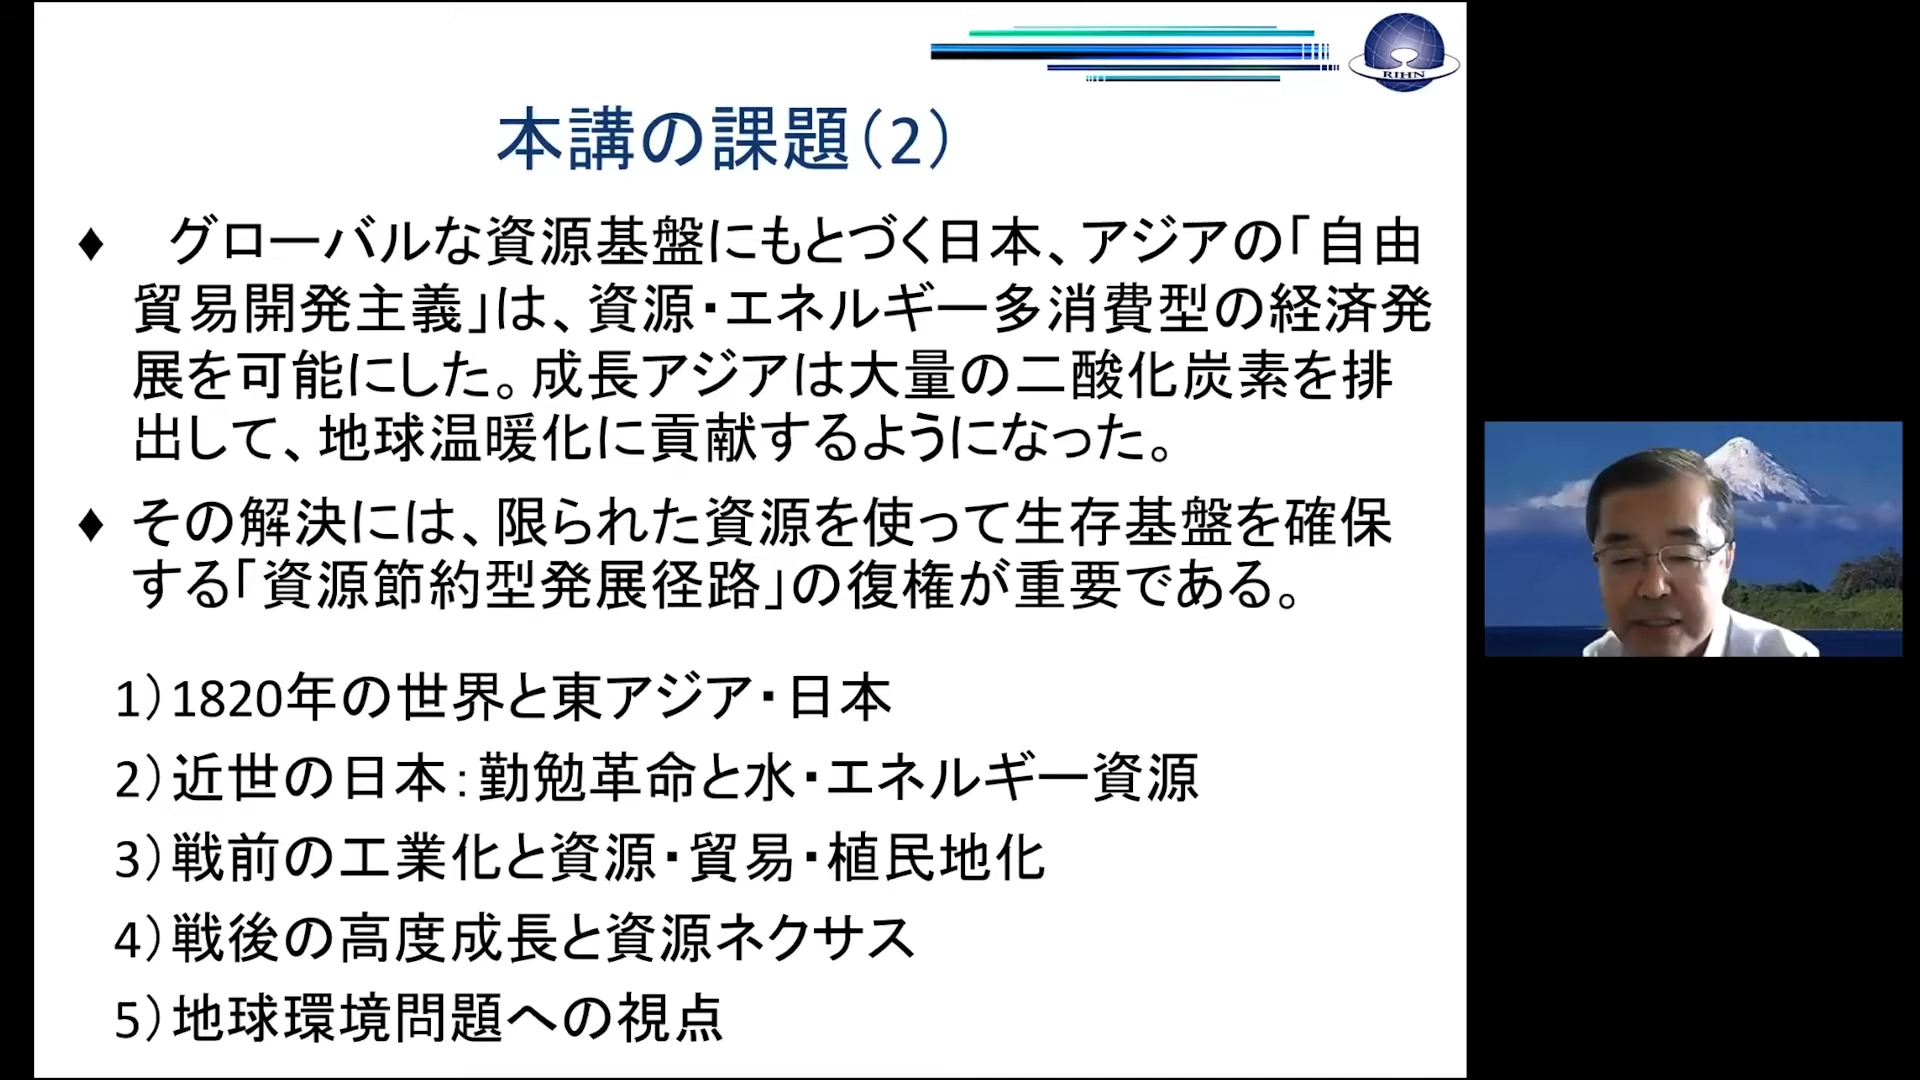 RIHN
本講の課題（2）
♦　グローバルな資源基盤にもとづく日本、アジアの「自由
貿易開発主義」は、資源・エネルギー多消費型の経済発
展を可能にした。成長アジアは大量の二酸化炭素を排
出して、地球温暖化に貢献するようになった。
♦ その解決には、限られた資源を使って生存基盤を確保
する「資源節約型発展径路」の復権が重要である。
1）1820年の世界と東アジア・日本
2）近世の日本：勤勉革命と水・エネルギー資源
3）戦前の工業化と資源・貿易・植民地化
4）戦後の高度成長と資源ネクサス
5）地球環境問題への視点